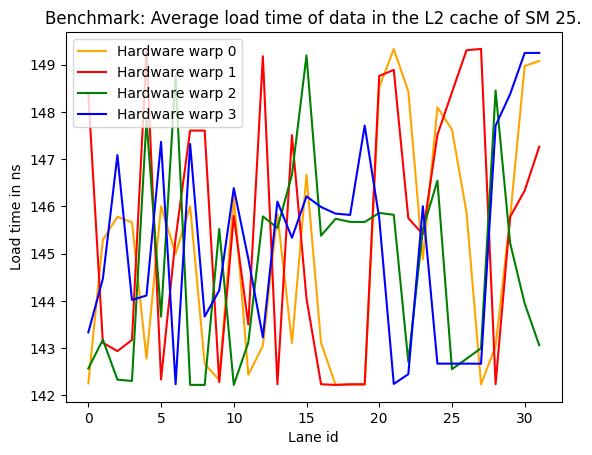 Benchmark: Average load time of data in the L2 cache of SM 25.
Hardware warp 0
Hardware warp 1
Hardware warp 2
Hardware warp 3
Load time in ns
149
148
147
146
145
144
143
142
0 5 10 15 20 25 30
Lane id